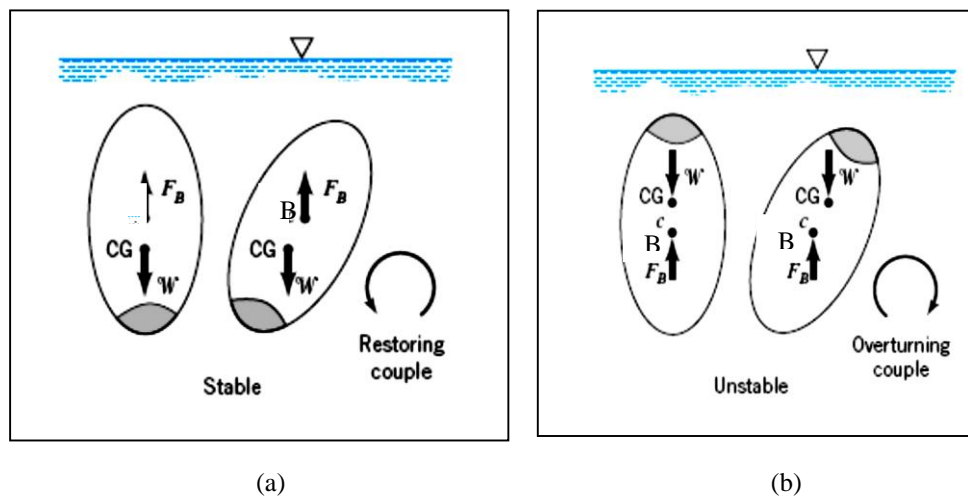 F_B
CG
W
B
F_B
CG
W
Restoring
couple
Stable
W
CG
c
B
F_B
W
CG
c
B
F_B
Overturning
couple
Unstable
(a)
(b)